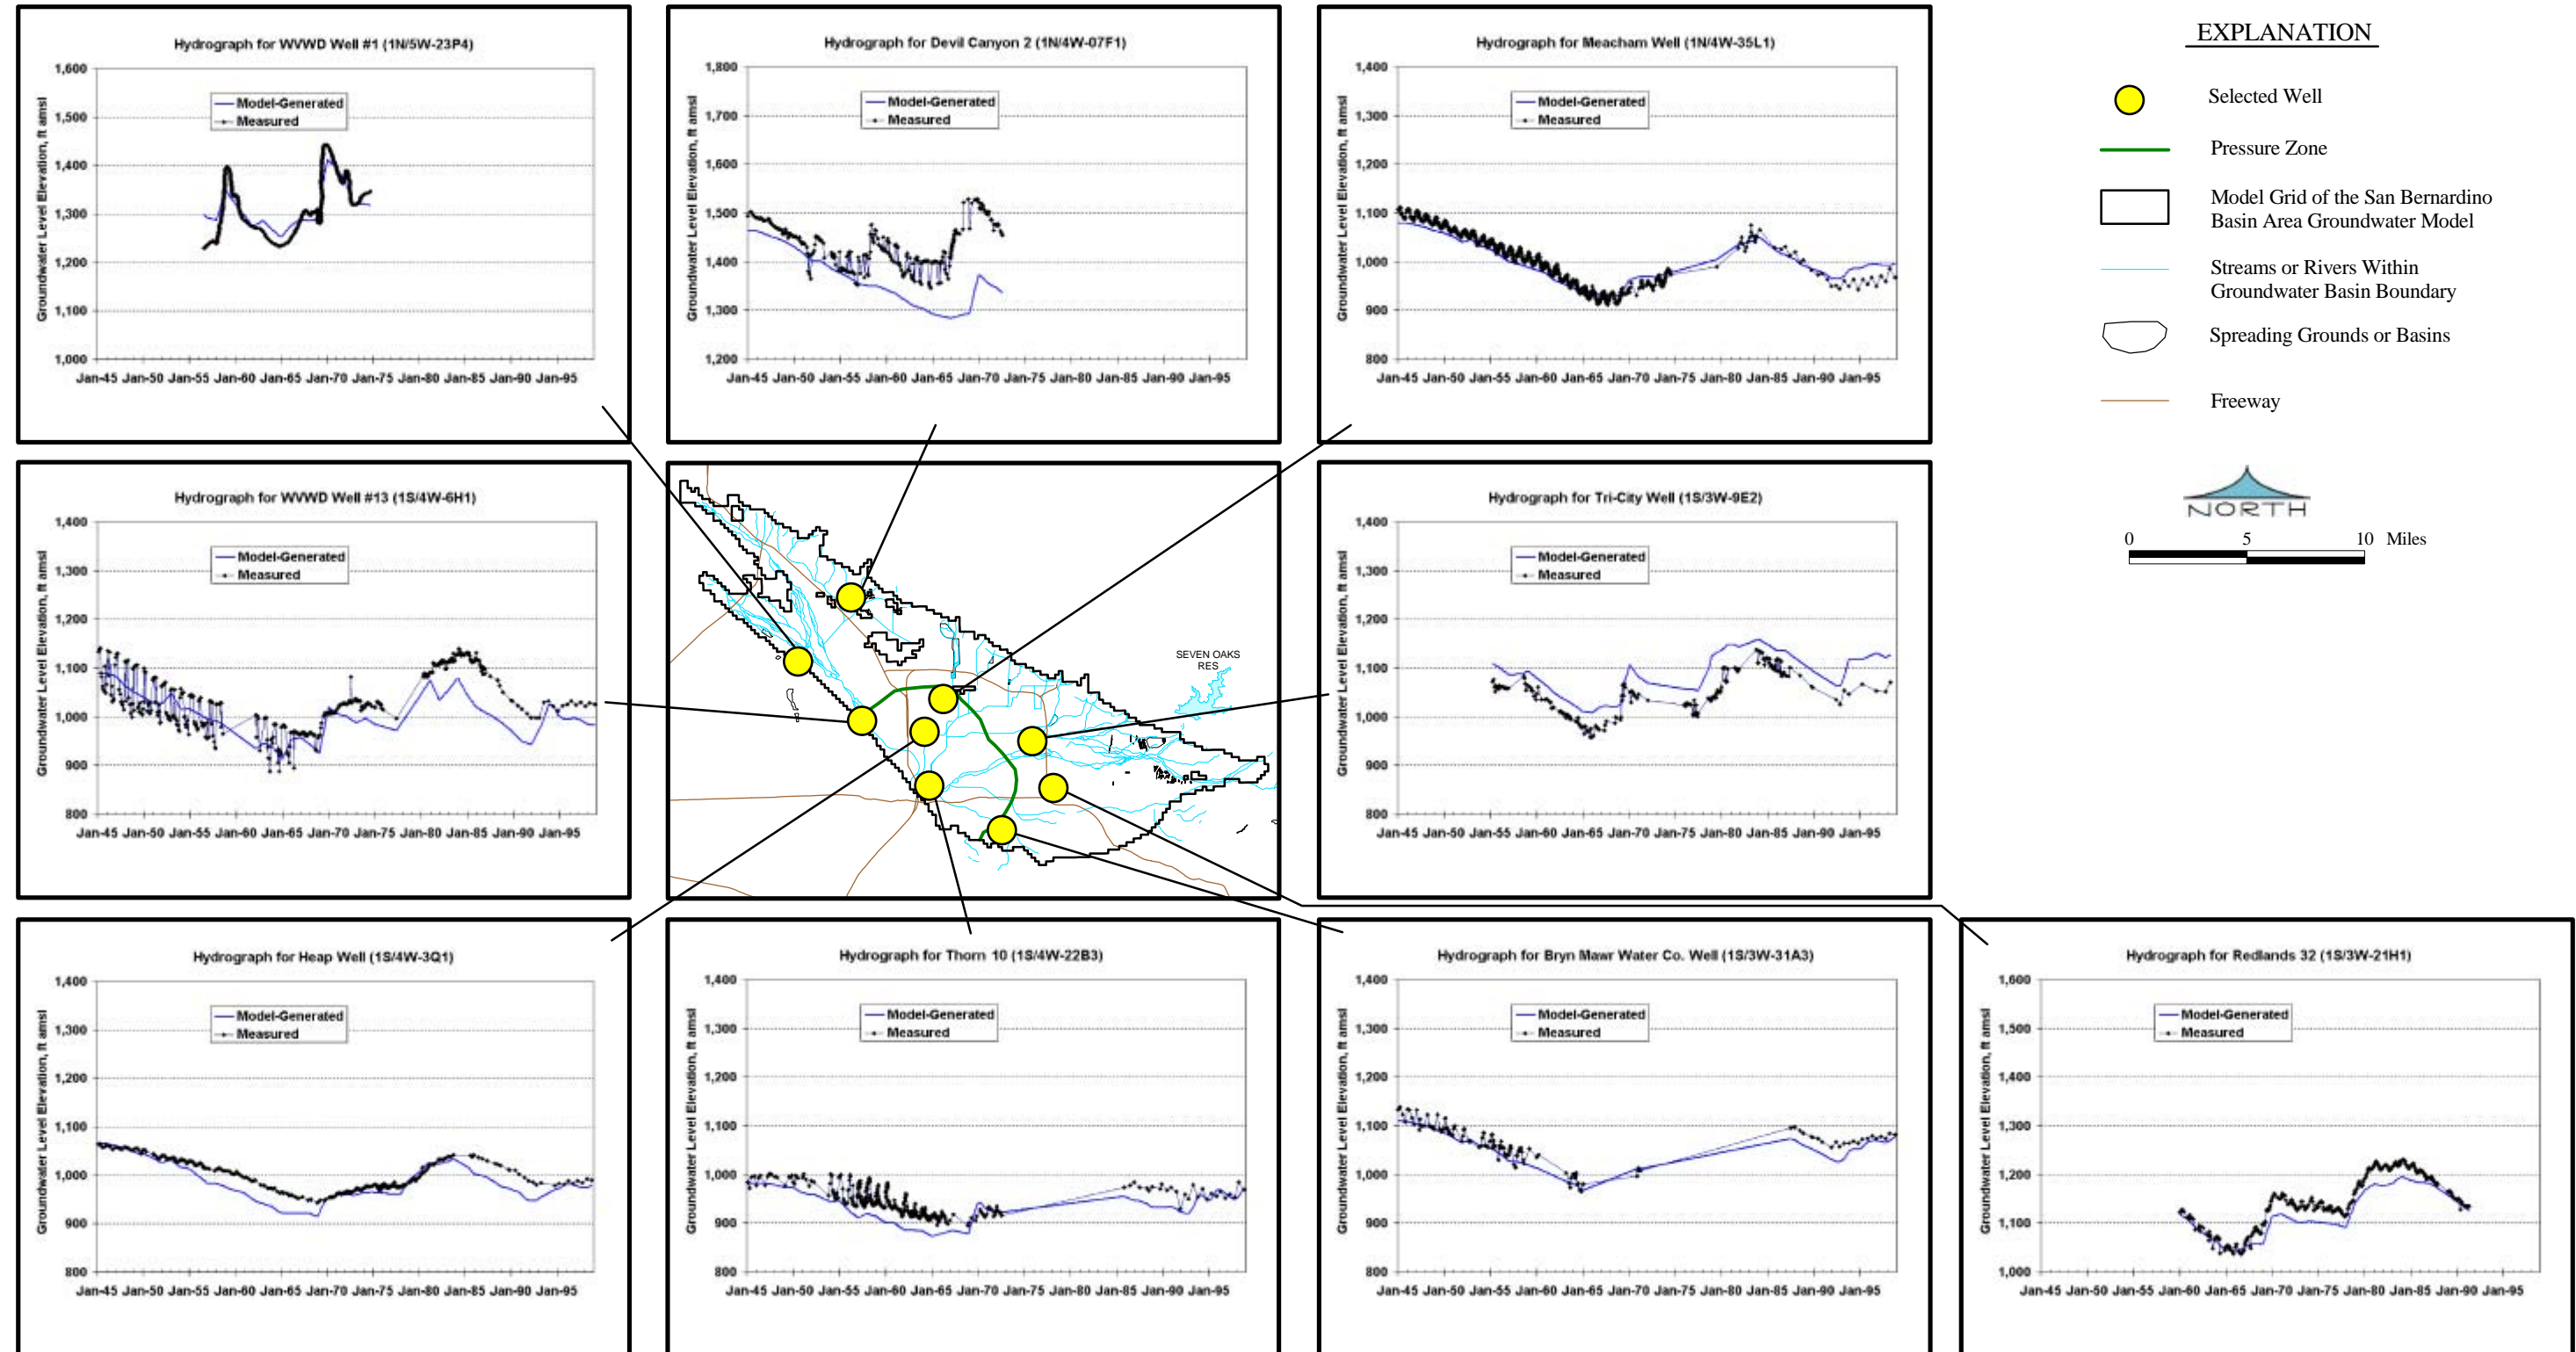 Hydrograph for WVWD Well #1 (1N/5W-23P4)
Groundwater Level Elevation, ft amsl
1,600
1,500
1,400
1,300
1,200
1,100
1,000
Model-Generated
Measured
Jan-45 Jan-50 Jan-55 Jan-60 Jan-65 Jan-70 Jan-75 Jan-80 Jan-85 Jan-90 Jan-95
Hydrograph for Devil Canyon 2 (1N/4W-07F1)
Groundwater Level Elevation, ft amsl
1,800
1,700
1,600
1,500
1,400
1,300
1,200
Model-Generated
Measured
Jan-45 Jan-50 Jan-55 Jan-60 Jan-65 Jan-70 Jan-75 Jan-80 Jan-85 Jan-90 Jan-95
Hydrograph for Meacham Well (1N/4W-35L1)
Groundwater Level Elevation, ft amsl
1,400
1,300
1,200
1,100
1,000
900
800
Model-Generated
Measured
Jan-45 Jan-50 Jan-55 Jan-60 Jan-65 Jan-70 Jan-75 Jan-80 Jan-85 Jan-90 Jan-95
EXPLANATION
Selected Well
Pressure Zone
Model Grid of the San Bernardino
Basin Area Groundwater Model
Streams or Rivers Within
Groundwater Basin Boundary
Spreading Grounds or Basins
Freeway
NORTH
0 5 10 Miles
Hydrograph for WVWD Well #13 (1S/4W-6H1)
Groundwater Level Elevation, ft amsl
1,400
1,300
1,200
1,100
1,000
900
800
Model-Generated
Measured
Jan-45 Jan-50 Jan-55 Jan-60 Jan-65 Jan-70 Jan-75 Jan-80 Jan-85 Jan-90 Jan-95
SEVEN OAKS
RES
Hydrograph for Tri-City Well (1S/3W-9E2)
Groundwater Level Elevation, ft amsl
1,400
1,300
1,200
1,100
1,000
900
800
Model-Generated
Measured
Jan-45 Jan-50 Jan-55 Jan-60 Jan-65 Jan-70 Jan-75 Jan-80 Jan-85 Jan-90 Jan-95
Hydrograph for Heap Well (1S/4W-3Q1)
Groundwater Level Elevation, ft amsl
1,400
1,300
1,200
1,100
1,000
900
800
Model-Generated
Measured
Jan-45 Jan-50 Jan-55 Jan-60 Jan-65 Jan-70 Jan-75 Jan-80 Jan-85 Jan-90 Jan-95
Hydrograph for Thorn 10 (1S/4W-22B3)
Groundwater Level Elevation, ft amsl
1,400
1,300
1,200
1,100
1,000
900
800
Model-Generated
Measured
Jan-45 Jan-50 Jan-55 Jan-60 Jan-65 Jan-70 Jan-75 Jan-80 Jan-85 Jan-90 Jan-95
Hydrograph for Bryn Mawr Water Co. Well (1S/3W-31A3)
Groundwater Level Elevation, ft amsl
1,400
1,300
1,200
1,100
1,000
900
800
Model-Generated
Measured
Jan-45 Jan-50 Jan-55 Jan-60 Jan-65 Jan-70 Jan-75 Jan-80 Jan-85 Jan-90 Jan-95
Hydrograph for Redlands 32 (1S/3W-21H1)
Groundwater Level Elevation, ft amsl
1,600
1,500
1,400
1,300
1,200
1,100
1,000
Model-Generated
Measured
Jan-45 Jan-50 Jan-55 Jan-60 Jan-65 Jan-70 Jan-75 Jan-80 Jan-85 Jan-90 Jan-95